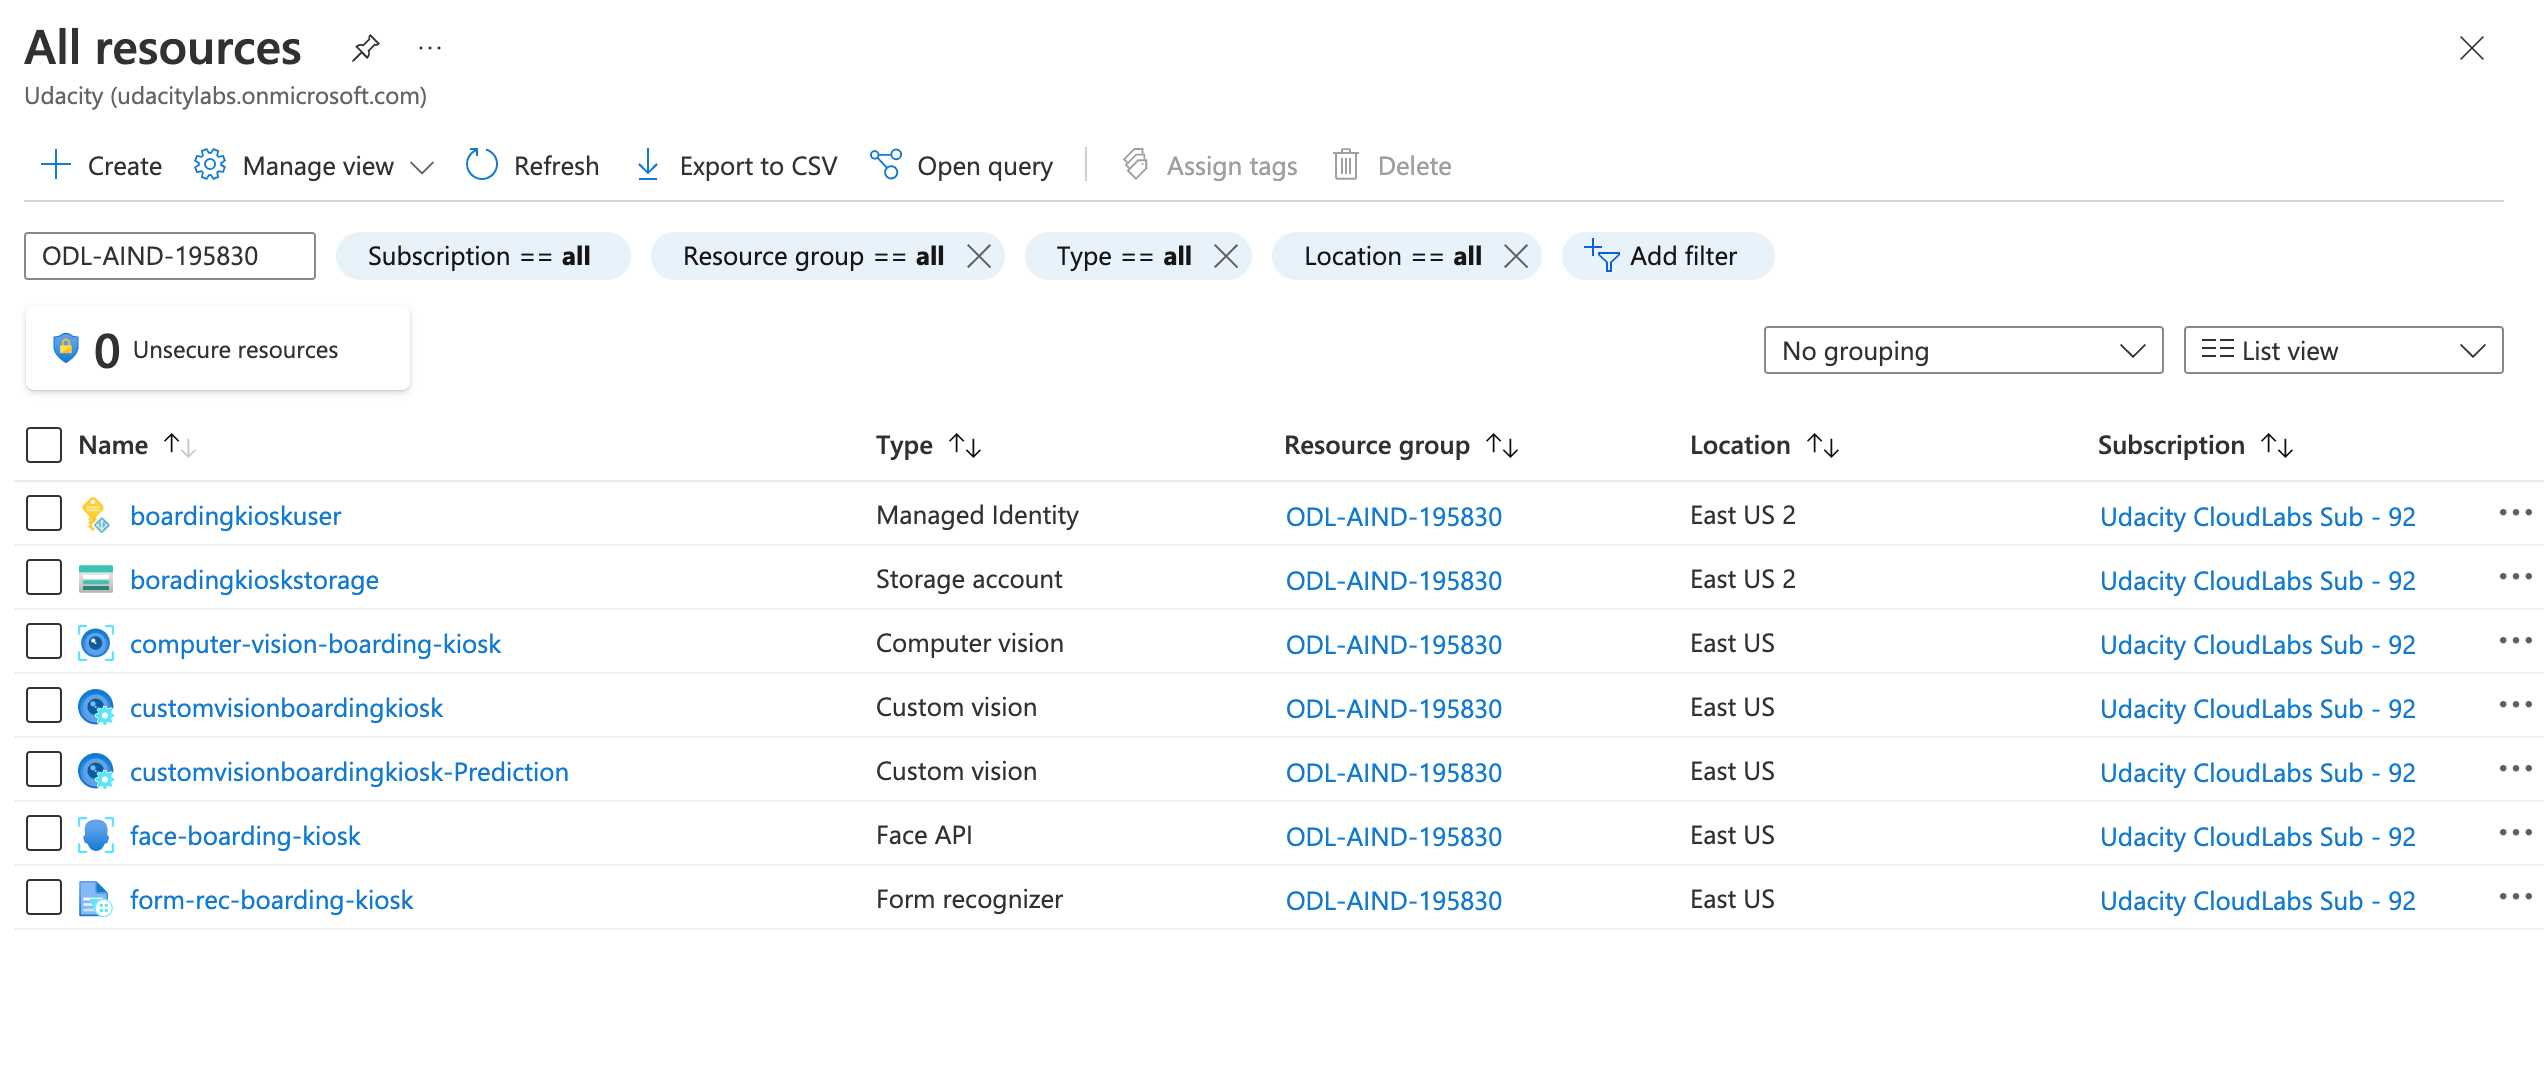 All resources ...
Udacity (udacitylabs.onmicrosoft.com)
Create Manage view Refresh Export to CSV Open query Assign tags Delete
ODL-AIND-195830 Subscription == all Resource group == all Type == all Location == all Add filter
0 Unsecure resources No grouping List view
Name Type Resource group Location Subscription
boardingkioskuser Managed Identity ODL-AIND-195830 East US 2 Udacity CloudLabs Sub - 92 ...
boradingkioskstorage Storage account ODL-AIND-195830 East US 2 Udacity CloudLabs Sub - 92 ...
computer-vision-boarding-kiosk Computer vision ODL-AIND-195830 East US Udacity CloudLabs Sub - 92 ...
customvisionboardingkiosk Custom vision ODL-AIND-195830 East US Udacity CloudLabs Sub - 92 ...
customvisionboardingkiosk-Prediction Custom vision ODL-AIND-195830 East US Udacity CloudLabs Sub - 92 ...
face-boarding-kiosk Face API ODL-AIND-195830 East US Udacity CloudLabs Sub - 92 ...
form-rec-boarding-kiosk Form recognizer ODL-AIND-195830 East US Udacity CloudLabs Sub - 92 ...